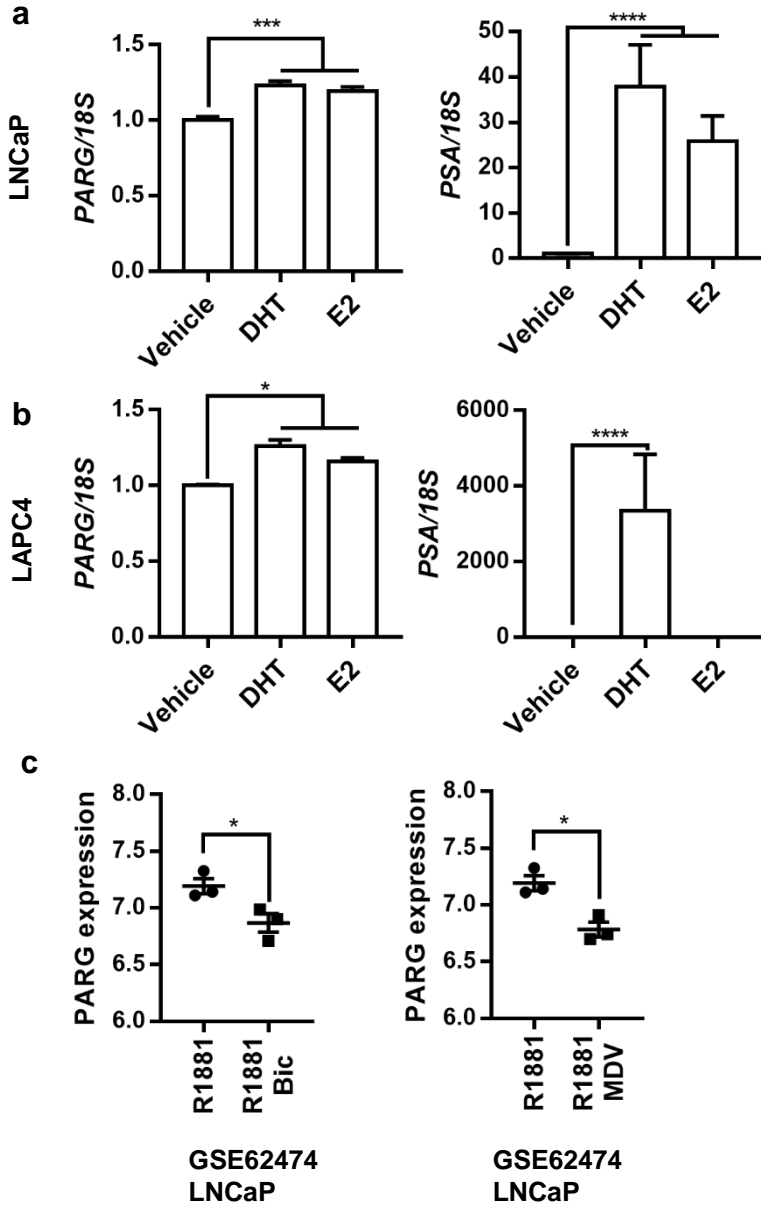 a
LNCaP
PARG/18S
1.5
1.0
0.5
0.0
***
Vehicle
DHT
E2
PSA/18S
50
40
30
20
10
0
****
Vehicle
DHT
E2
b
LAPC4
PARG/18S
1.5
1.0
0.5
0.0
*
Vehicle
DHT
E2
PSA/18S
6000
4000
2000
0
****
Vehicle
DHT
E2
c
PARG expression
8.0
7.5
7.0
6.5
6.0
*
R1881
R1881
Bic
GSE62474
LNCaP
PARG expression
8.0
7.5
7.0
6.5
6.0
*
R1881
R1881
MDV
GSE62474
LNCaP